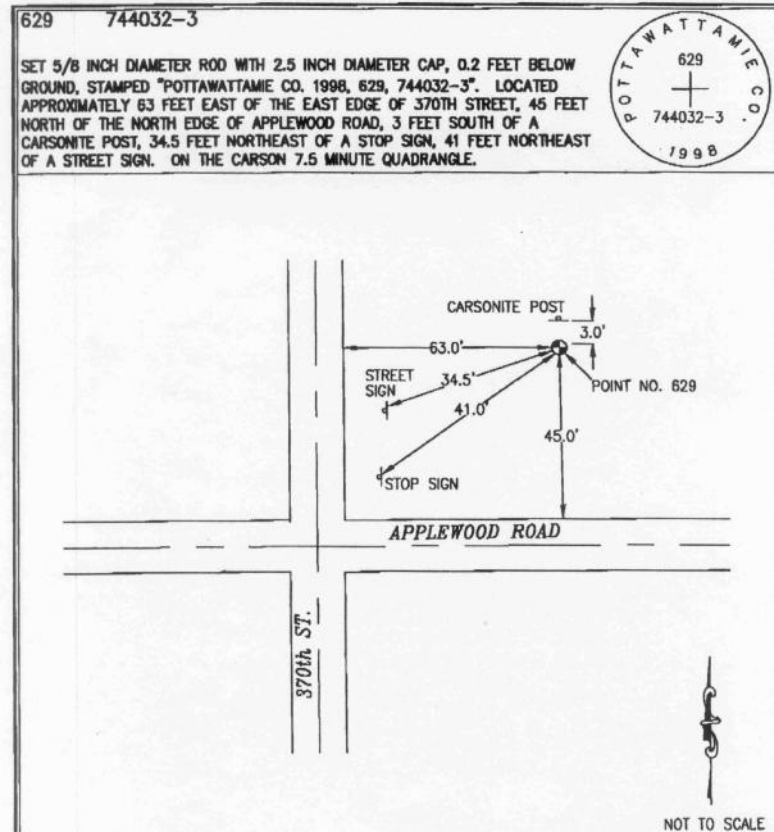 629 744032-3
SET 5/8 INCH DIAMETER ROD WITH 2.5 INCH DIAMETER CAP, 0.2 FEET BELOW
GROUND, STAMPED "POTTAWATTAMIE CO. 1998, 629, 744032-3". LOCATED
APPROXIMATELY 63 FEET EAST OF THE EAST EDGE OF 370TH STREET, 45 FEET
NORTH OF THE NORTH EDGE OF APPLEWOOD ROAD, 3 FEET SOUTH OF A
CARSONITE POST, 34.5 FEET NORTHEAST OF A STOP SIGN, 41 FEET NORTHEAST
OF A STREET SIGN. ON THE CARSON 7.5 MINUTE QUADRANGLE.
POTTAWATTAMIE CO.
629
744032-3
1998
CARSONITE POST
3.0'
63.0'
STREET
SIGN
34.5'
POINT NO. 629
41.0'
45.0'
STOP SIGN
APPLEWOOD ROAD
370th ST.
NOT TO SCALE